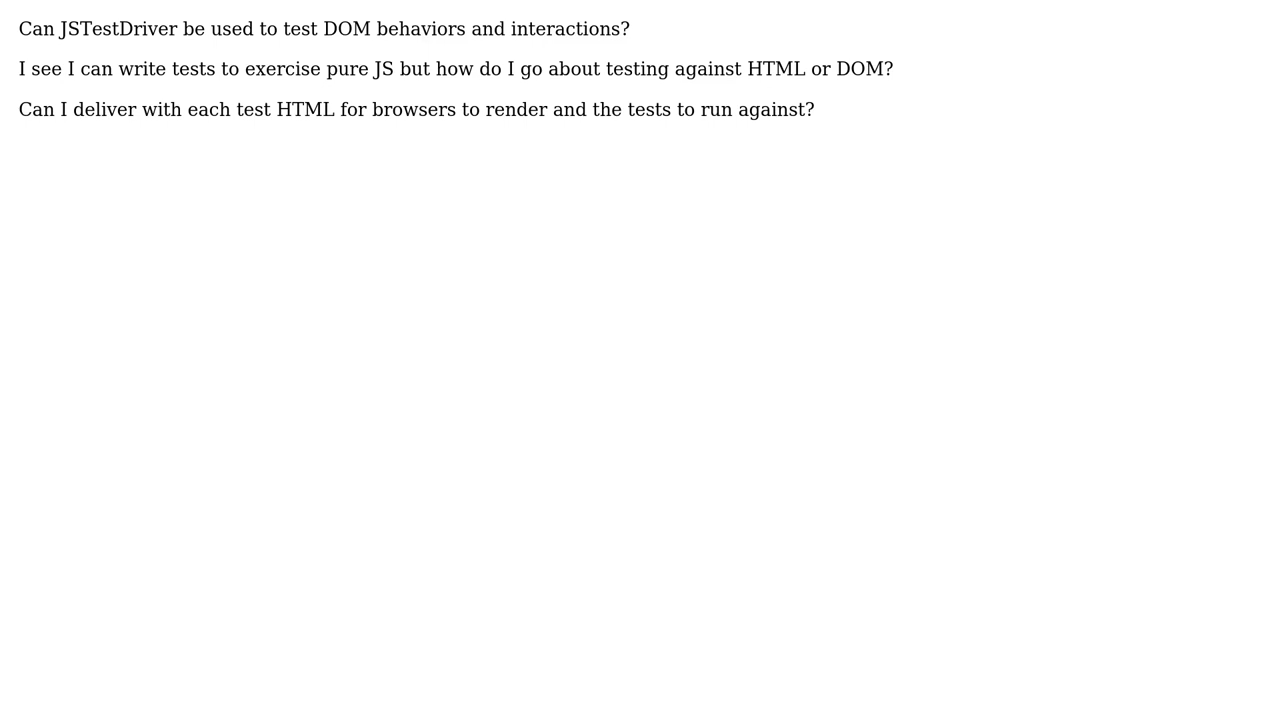 Can JSTestDriver be used to test DOM behaviors and interactions?
I see I can write tests to exercise pure JS but how do I go about testing against HTML or DOM?
Can I deliver with each test HTML for browsers to render and the tests to run against?